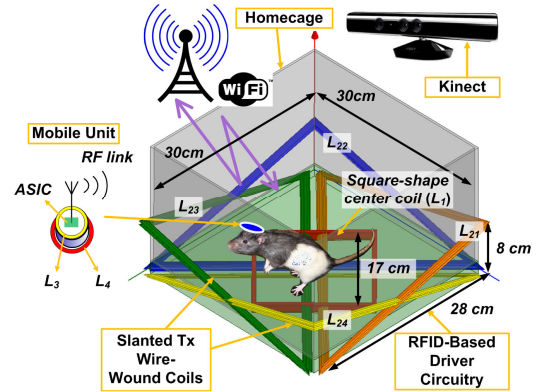 Homecage
Kinect
WiFi™
30cm
30cm
Mobile Unit
RF link
ASIC
L3
L4
L22
L23
Square-shape
center coil (L1)
L21
8 cm
17 cm
L24
28 cm
Slanted Tx
Wire-
Wound Coils
RFID-Based
Driver
Circuitry